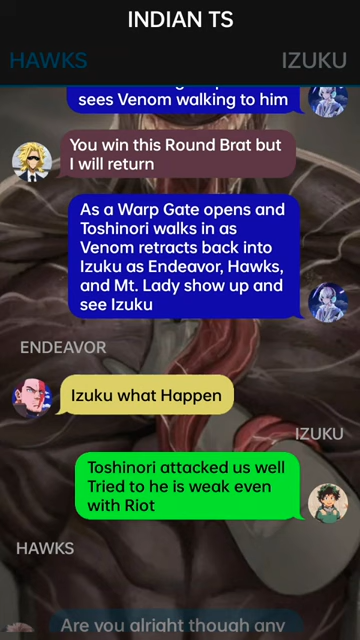 INDIAN TS
HAWKS
IZUKU
sees Venom walking to him
You win this Round Brat but
I will return
As a Warp Gate opens and
Toshinori walks in as
Venom retracts back into
Izuku as Endeavor, Hawks,
and Mt. Lady show up and
see Izuku
ENDEAVOR
Izuku what Happen
IZUKU
Toshinori attacked us well
Tried to he is weak even
with Riot
HAWKS
Are you alright though any